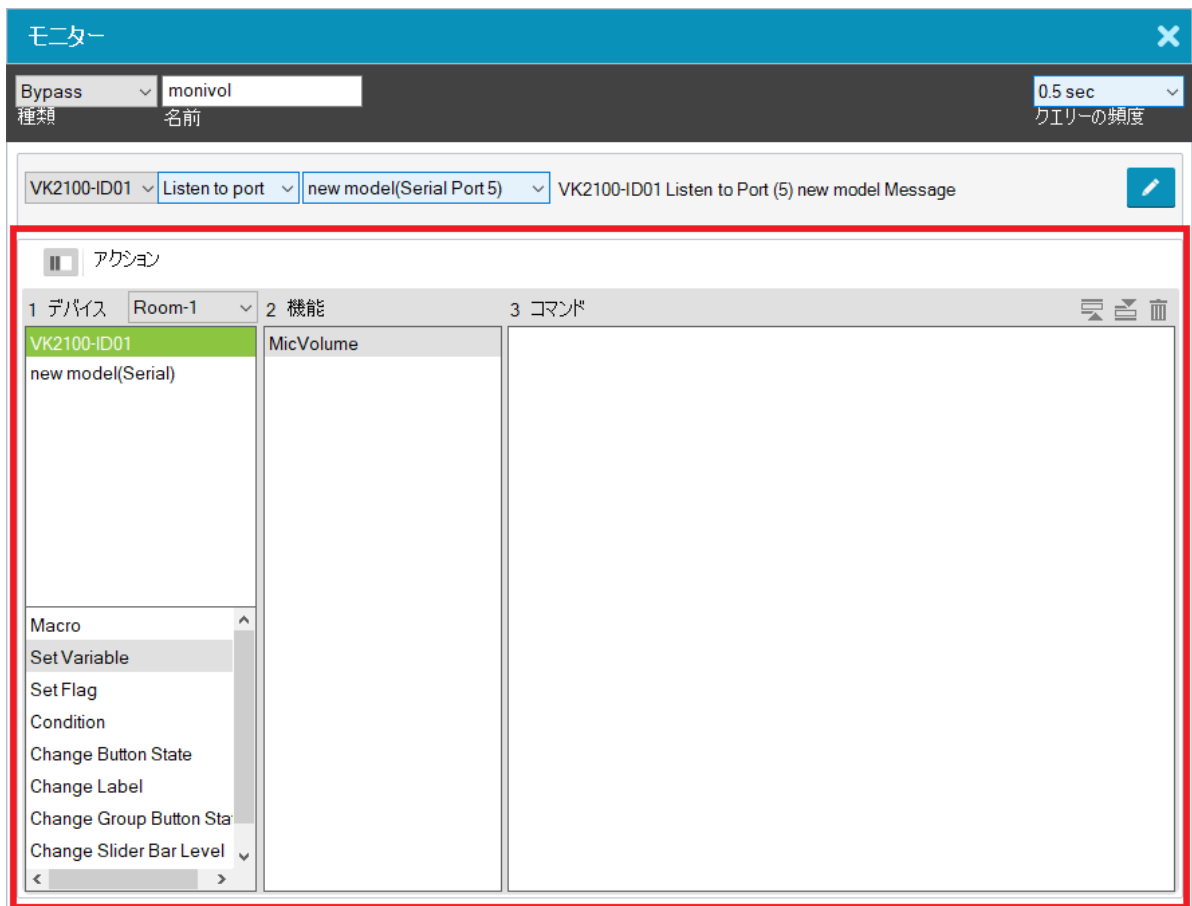 モニター
Bypass monivol 0.5 sec
種類 名前 クエリーの頻度
VK2100-ID01 Listen to port new model(Serial Port 5) VK2100-ID01 Listen to Port (5) new model Message
アクション
1 デバイス Room-1 2 機能 3 コマンド
VK2100-ID01 MicVolume
new model(Serial)
Macro
Set Variable
Set Flag
Condition
Change Button State
Change Label
Change Group Button Sta
Change Slider Bar Level